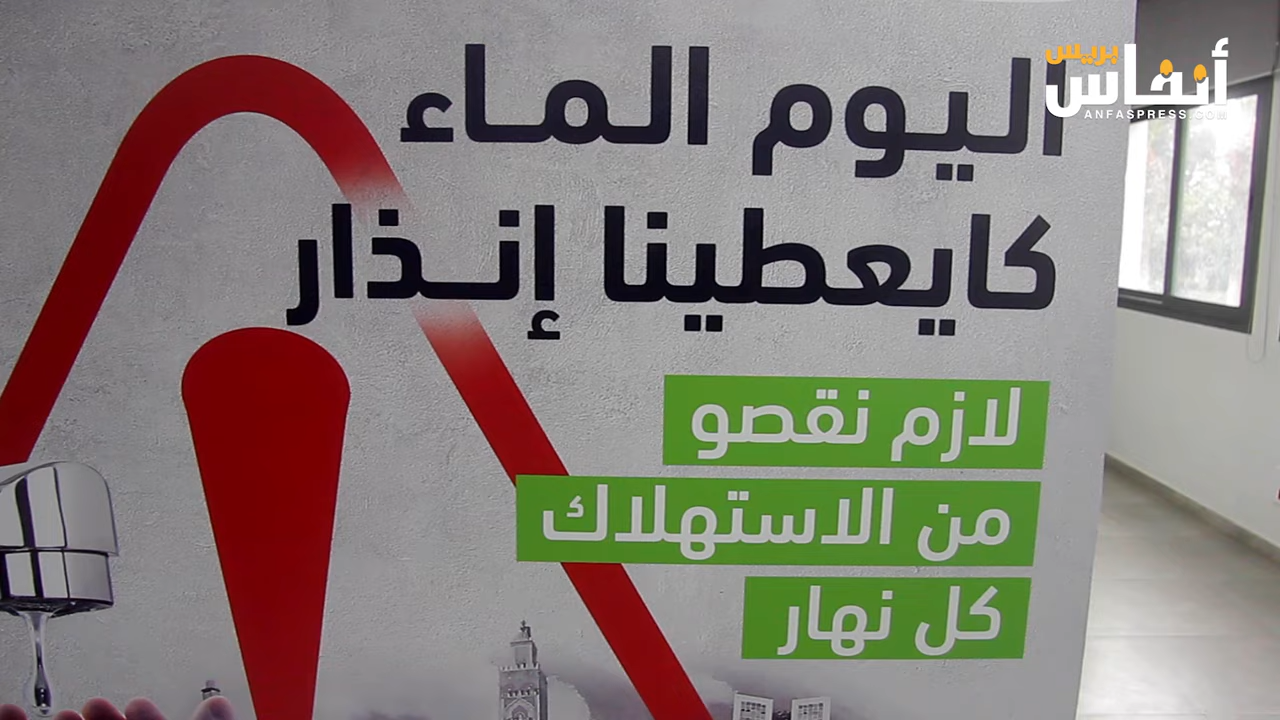 أنفاس بريس
ANFASPRESS.COM
اليوم الماء
كايعطينا إنذار
لازم نقصو
من الاستهلاك
كل نهار